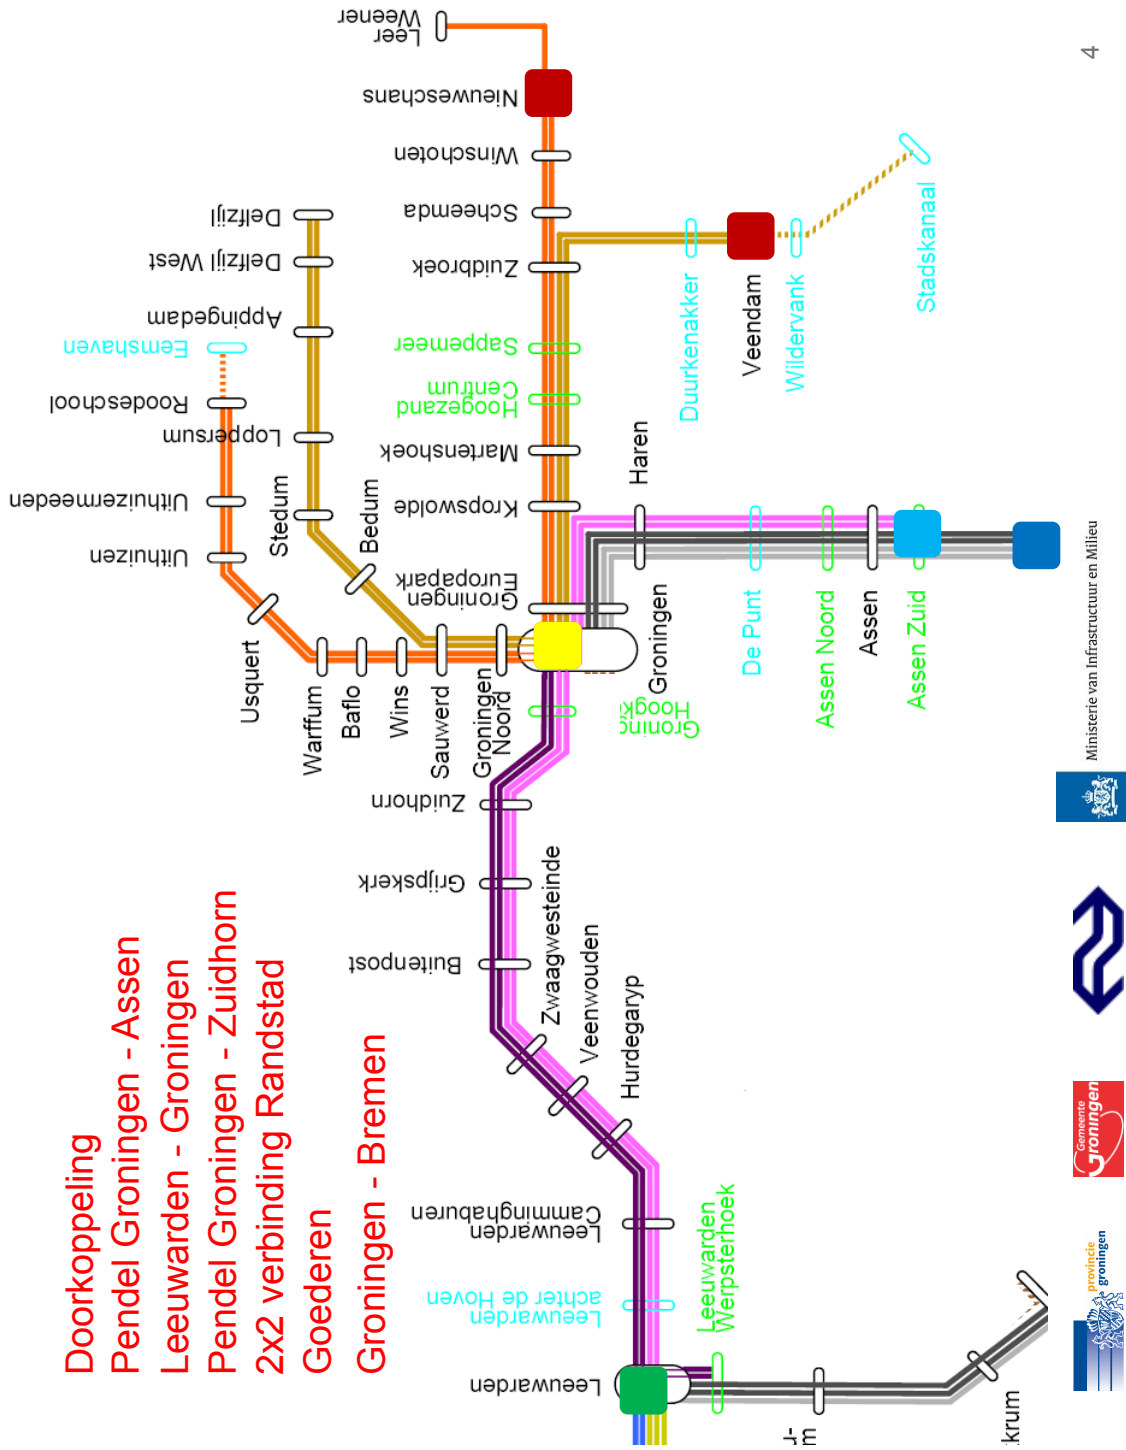 Doorkoppeling
Pendel Groningen - Assen
Leeuwarden - Groningen
Pendel Groningen - Zuidhorn
2x2 verbinding Randstad
Goederen
Groningen - Bremen
Leer
Weener
Nieuweschans
Winschoten
Scheemda
Zuidbroek
Sappemeer
Hoogezand
Centrum
Martenshoek
Kropswolde
Groningen
Europapark
Delfzijl
Delfzijl West
Appingedam
Loppersum
Stedum
Bedum
Eemshaven
Roodeschool
Uithuizermeeden
Uithuizen
Usquert
Warffum
Baflo
Wins
Sauwerd
Groningen
Noord
Duurkenakker
Veendam
Wildervank
Stadskanaal
Haren
Groningen
De Punt
Assen Noord
Assen
Assen Zuid
Groning
Hoogk
Zuidhorn
Grijpskerk
Buitenpost
Zwaagwesteinde
Veenwouden
Hurdegaryp
Leeuwarden
Camminghaburen
Leeuwarden
achter de Hoven
Leeuwarden
Werpsterhoek
Leeuwarden
krum
provincie
groningen
Gemeente
Groningen
Ministerie van Infrastructuur en Milieu
4